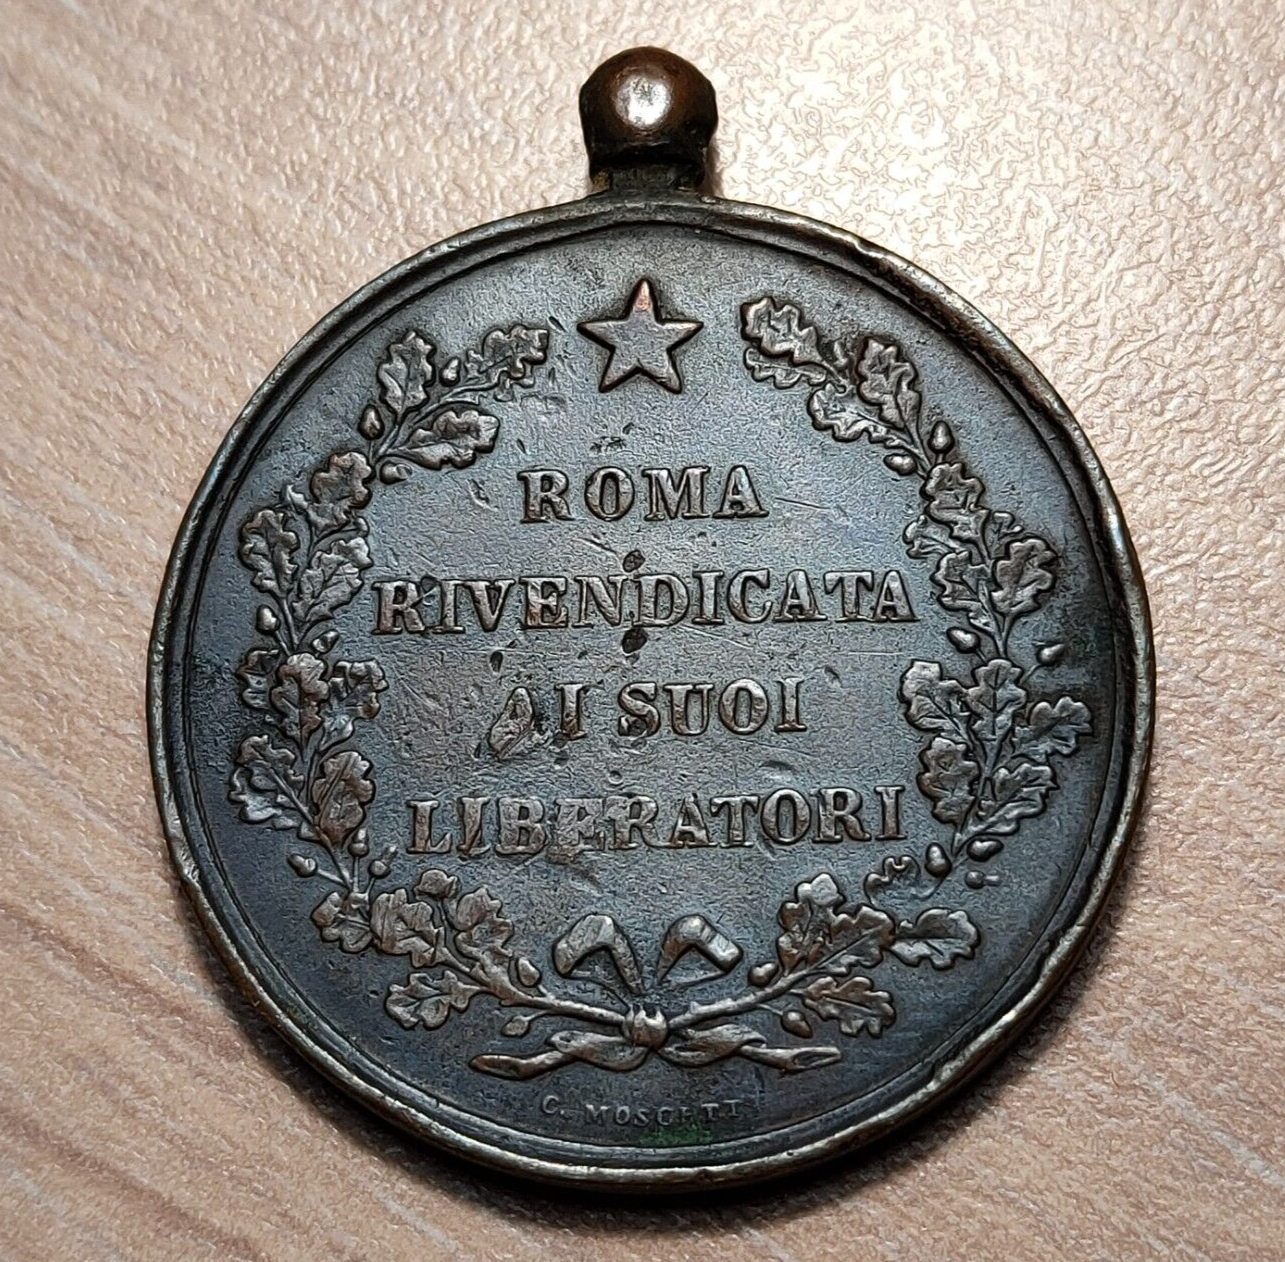 ROMA
RIVENDICATA
AI SUOI
LIBERATORI
C. MOSCETTI